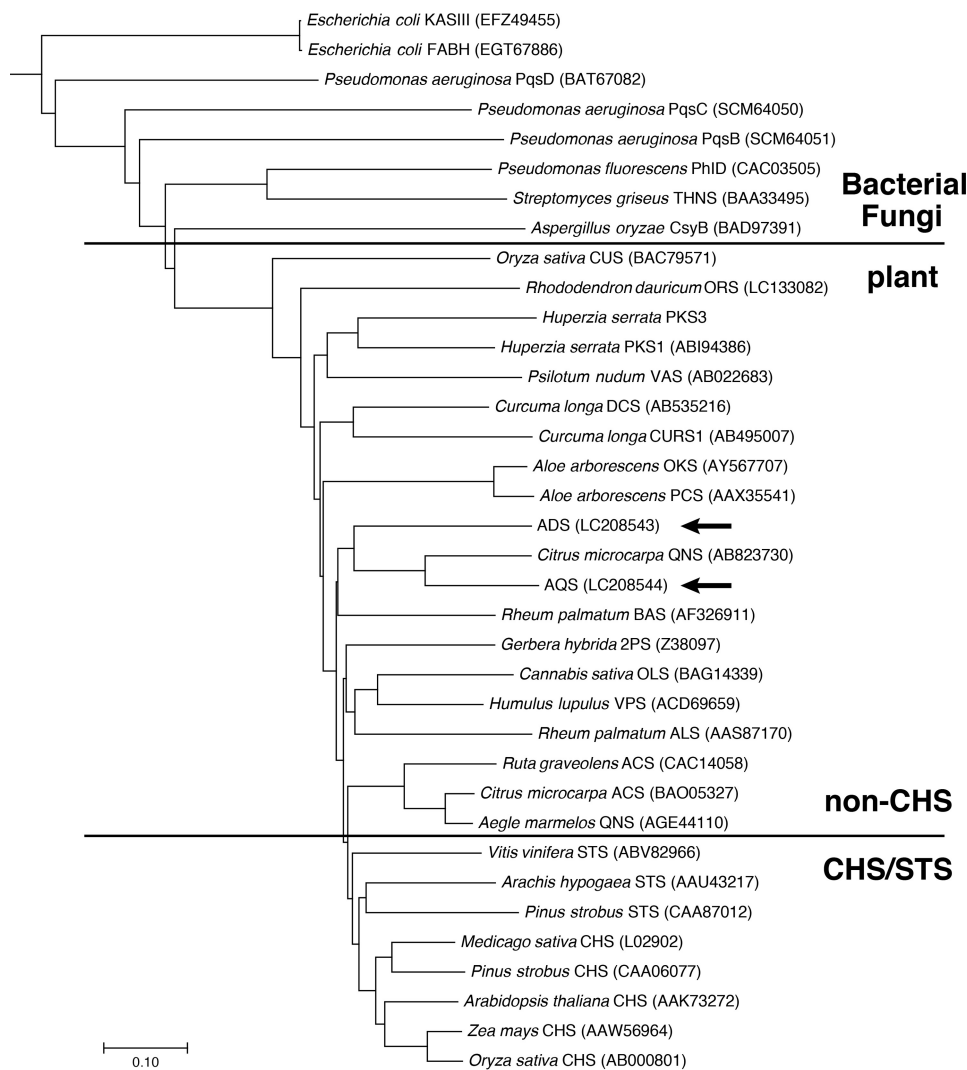 Escherichia coli KASIII (EFZ49455)
Escherichia coli FABH (EGT67886)
Pseudomonas aeruginosa PqsD (BAT67082)
Pseudomonas aeruginosa PqsC (SCM64050)
Pseudomonas aeruginosa PqsB (SCM64051)
Pseudomonas fluorescens PhlD (CAC03505)
Streptomyces griseus THNS (BAA33495)
Bacterial
Fungi
Aspergillus oryzae CsyB (BAD97391)
Oryza sativa CUS (BAC79571)
plant
Rhododendron dauricum ORS (LC133082)
Huperzia serrata PKS3
Huperzia serrata PKS1 (ABI94386)
Psilotum nudum VAS (AB022683)
Curcuma longa DCS (AB535216)
Curcuma longa CURS1 (AB495007)
Aloe arborescens OKS (AY567707)
Aloe arborescens PCS (AAX35541)
ADS (LC208543)
Citrus microcarpa QNS (AB823730)
AQS (LC208544)
Rheum palmatum BAS (AF326911)
Gerbera hybrida 2PS (Z38097)
Cannabis sativa OLS (BAG14339)
Humulus lupulus VPS (ACD69659)
Rheum palmatum ALS (AAS87170)
Ruta graveolens ACS (CAC14058)
Citrus microcarpa ACS (BAO05327)
non-CHS
Aegle marmelos QNS (AGE44110)
Vitis vinifera STS (ABV82966)
CHS/STS
Arachis hypogaea STS (AAU43217)
Pinus strobus STS (CAA87012)
Medicago sativa CHS (L02902)
Pinus strobus CHS (CAA06077)
Arabidopsis thaliana CHS (AAK73272)
Zea mays CHS (AAW56964)
Oryza sativa CHS (AB000801)
0.10